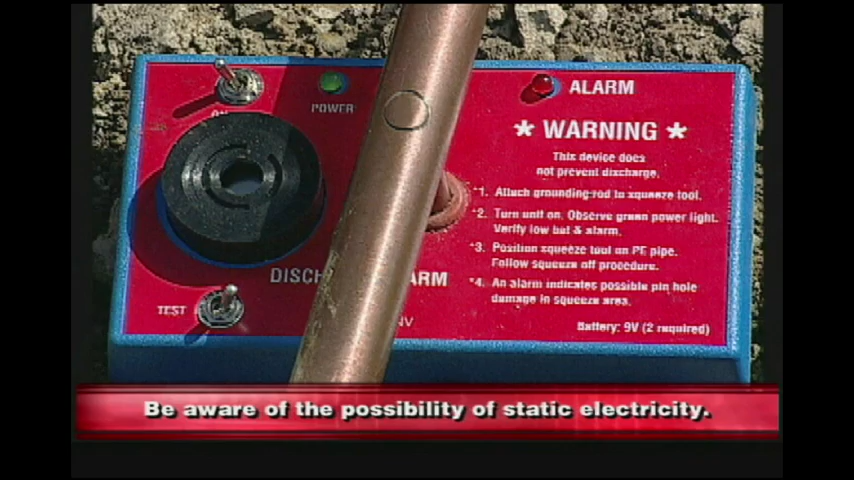 ON
POWER
ALARM
* WARNING *
This device does
not prevent discharge.
*1. Attach grounding rod to squeeze tool.
*2. Turn unit on. Observe green power light.
Verify low bat & alarm.
*3. Position squeeze tool on PE pipe.
Follow squeeze off procedure.
*4. An alarm indicates possible pin hole
damage in squeeze area.
Battery: 9V (2 required)
DISCH ARM
TEST
NV
Be aware of the possibility of static electricity.